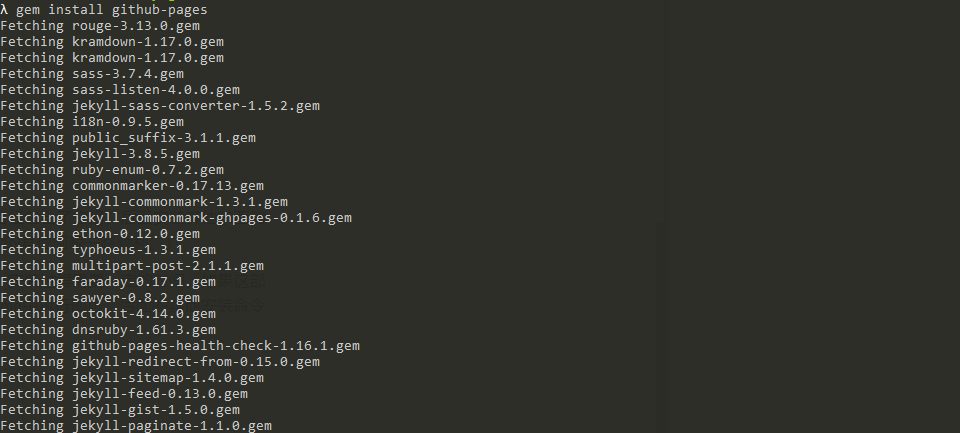 λ gem install github-pages
Fetching rouge-3.13.0.gem
Fetching kramdown-1.17.0.gem
Fetching kramdown-1.17.0.gem
Fetching sass-3.7.4.gem
Fetching sass-listen-4.0.0.gem
Fetching jekyll-sass-converter-1.5.2.gem
Fetching i18n-0.9.5.gem
Fetching public_suffix-3.1.1.gem
Fetching jekyll-3.8.5.gem
Fetching ruby-enum-0.7.2.gem
Fetching commonmarker-0.17.13.gem
Fetching jekyll-commonmark-1.3.1.gem
Fetching jekyll-commonmark-ghpages-0.1.6.gem
Fetching ethon-0.12.0.gem
Fetching typhoeus-1.3.1.gem
Fetching multipart-post-2.1.1.gem
Fetching faraday-0.17.1.gem
Fetching sawyer-0.8.2.gem
Fetching octokit-4.14.0.gem
Fetching dnsruby-1.61.3.gem
Fetching github-pages-health-check-1.16.1.gem
Fetching jekyll-redirect-from-0.15.0.gem
Fetching jekyll-sitemap-1.4.0.gem
Fetching jekyll-feed-0.13.0.gem
Fetching jekyll-gist-1.5.0.gem
Fetching jekyll-paginate-1.1.0.gem